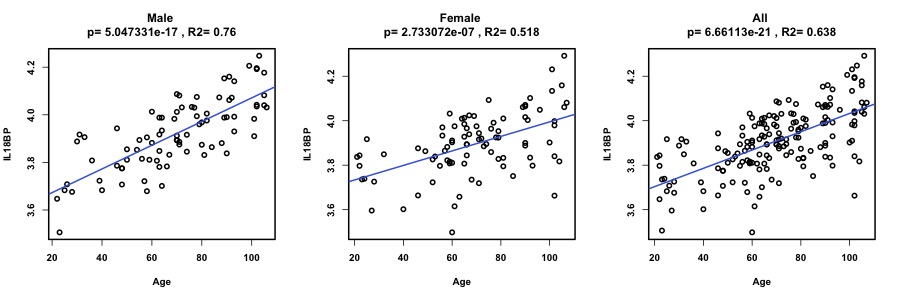 Male
p= 5.047331e-17 , R2= 0.76
IL18BP
4.2
4.0
3.8
3.6
20 40 60 80 100
Age
Female
p= 2.733072e-07 , R2= 0.518
IL18BP
4.2
4.0
3.8
3.6
20 40 60 80 100
Age
All
p= 6.66113e-21 , R2= 0.638
IL18BP
4.2
4.0
3.8
3.6
20 40 60 80 100
Age